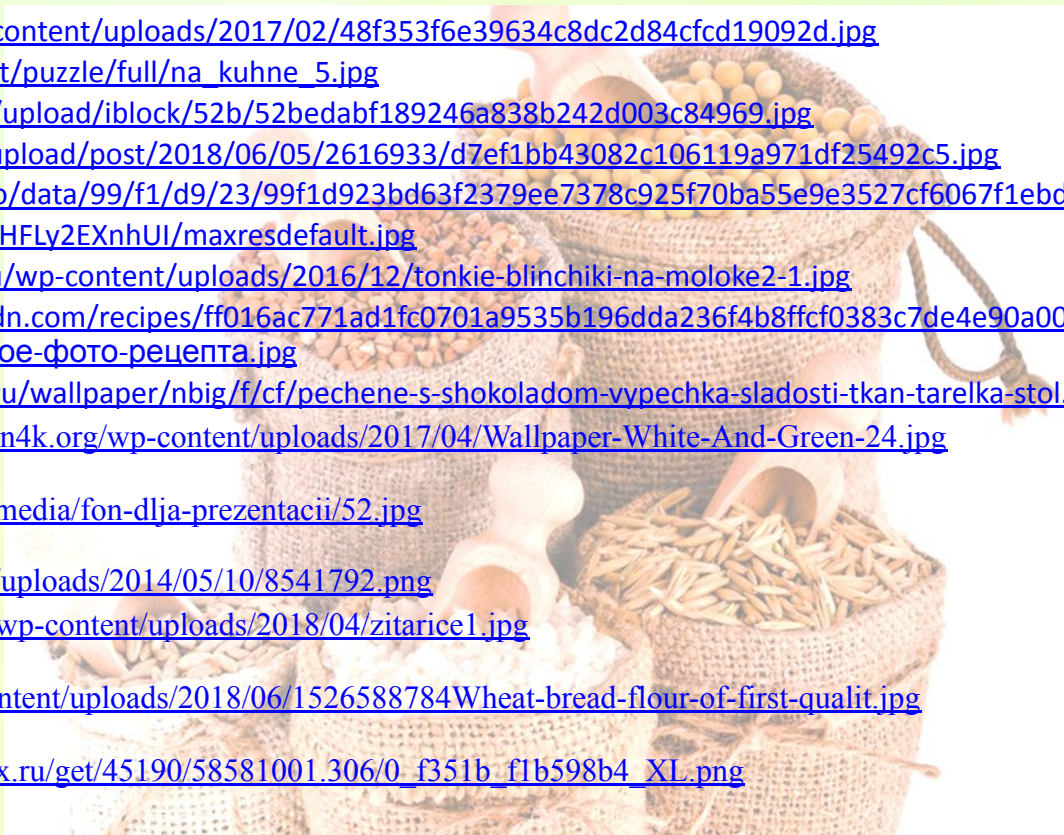 content/uploads/2017/02/48f353f6e39634c8dc2d84cfcd19092d.jpg
t/puzzle/full/na_kuhne_5.jpg
/upload/iblock/52b/52bedabf189246a838b242d003c84969.jpg
upload/post/2018/06/05/2616933/d7ef1bb43082c106119a971df25492c5.jpg
o/data/99/f1/d9/23/99f1d923bd63f2379ee7378c925f70ba55e9e3527cf6067f1ebd
HFLy2EXnhUI/maxresdefault.jpg
u/wp-content/uploads/2016/12/tonkie-blinchiki-na-moloke2-1.jpg
dn.com/recipes/ff016ac771ad1fc0701a9535b196dda236f4b8ffcf0383c7de4e90a00
ое-фото-рецепта.jpg
u/wallpaper/nbig/f/cf/pechene-s-shokoladom-vypechka-sladosti-tkan-tarelka-stol.
n4k.org/wp-content/uploads/2017/04/Wallpaper-White-And-Green-24.jpg
media/fon-dlja-prezentacii/52.jpg
/uploads/2014/05/10/8541792.png
wp-content/uploads/2018/04/zitarice1.jpg
ntent/uploads/2018/06/1526588784Wheat-bread-flour-of-first-qualit.jpg
x.ru/get/45190/58581001.306/0_f351b_f1b598b4_XL.png